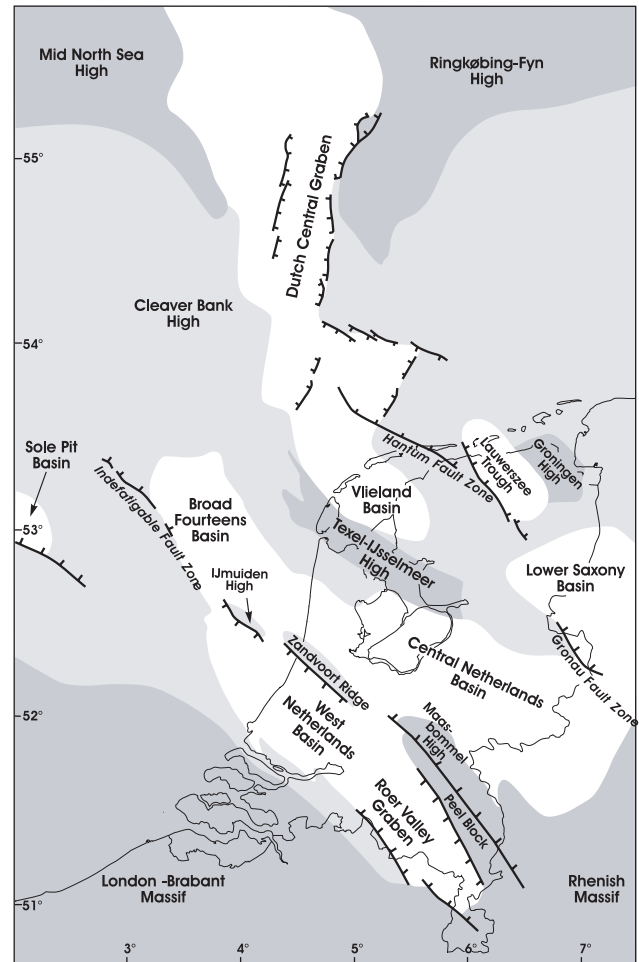 Mid North Sea
High
Ringkøbing-Fyn
High
55°
Dutch Central Graben
Cleaver Bank
High
54°
Sole Pit
Basin
Indefatigable Fault Zone
Broad
Fourteens
Basin
Hantum Fault Zone
Lauwerszee
Trough
Groningen
High
Vlieland
Basin
53°
Texel-IJsselmeer
High
IJmuiden
High
Lower Saxony
Basin
Zandvoort Ridge
Central Netherlands
Basin
Gronau Fault Zone
52°
West
Netherlands
Basin
Maas-
bommel
High
Roer Valley
Graben
Peel Block
London -Brabant
Massif
Rhenish
Massif
51°
3°
4°
5°
6°
7°